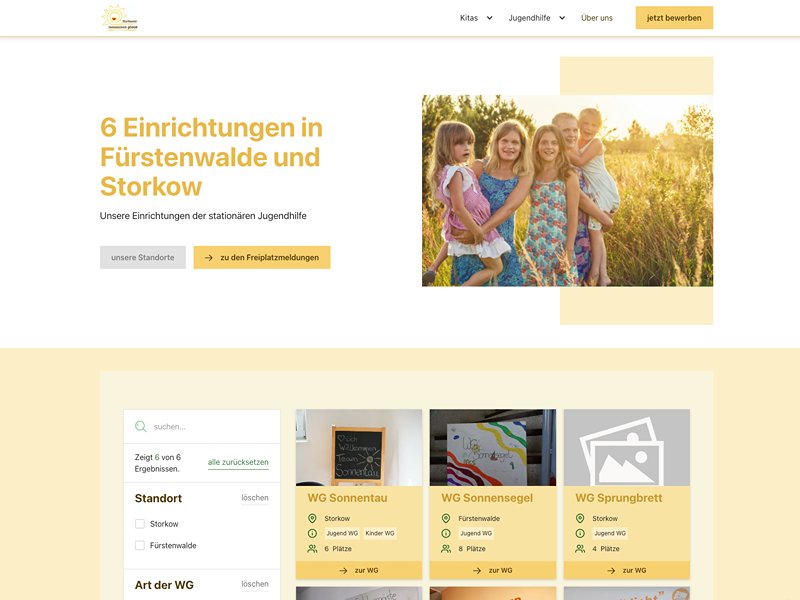 Kitas
Jugendhilfe
Über uns
jetzt bewerben
6 Einrichtungen in
Fürstenwalde und
Storkow
Unsere Einrichtungen der stationären Jugendhilfe
unsere Standorte
zu den Freiplatzmeldungen
suchen...
Zeigt 6 von 6
Ergebnissen.
alle zurücksetzen
Standort
löschen
Storkow
Fürstenwalde
Art der WG
löschen
Willkommen
Team
Sonnentau
WG Sonnentau
Storkow
Jugend WG
Kinder WG
6 Plätze
zur WG
WG Sonnensegel
Fürstenwalde
Jugend WG
8 Plätze
zur WG
WG Sprungbrett
Storkow
Jugend WG
4 Plätze
zur WG